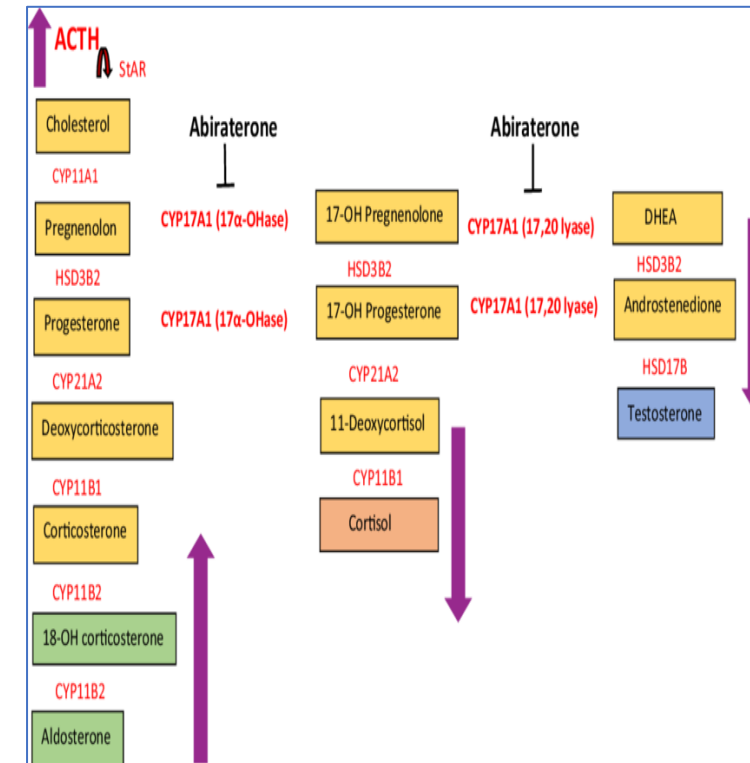 ACTH
StAR
Cholesterol
Abiraterone
Abiraterone
CYP11A1
Pregnenolon
CYP17A1 (17α-OHase)
17-OH Pregnenolone
CYP17A1 (17,20 lyase)
DHEA
HSD3B2
HSD3B2
HSD3B2
Progesterone
CYP17A1 (17α-OHase)
17-OH Progesterone
CYP17A1 (17,20 lyase)
Androstenedione
CYP21A2
CYP21A2
HSD17B
Deoxycorticosterone
11-Deoxycortisol
Testosterone
CYP11B1
CYP11B1
Corticosterone
Cortisol
CYP11B2
18-OH corticosterone
CYP11B2
Aldosterone